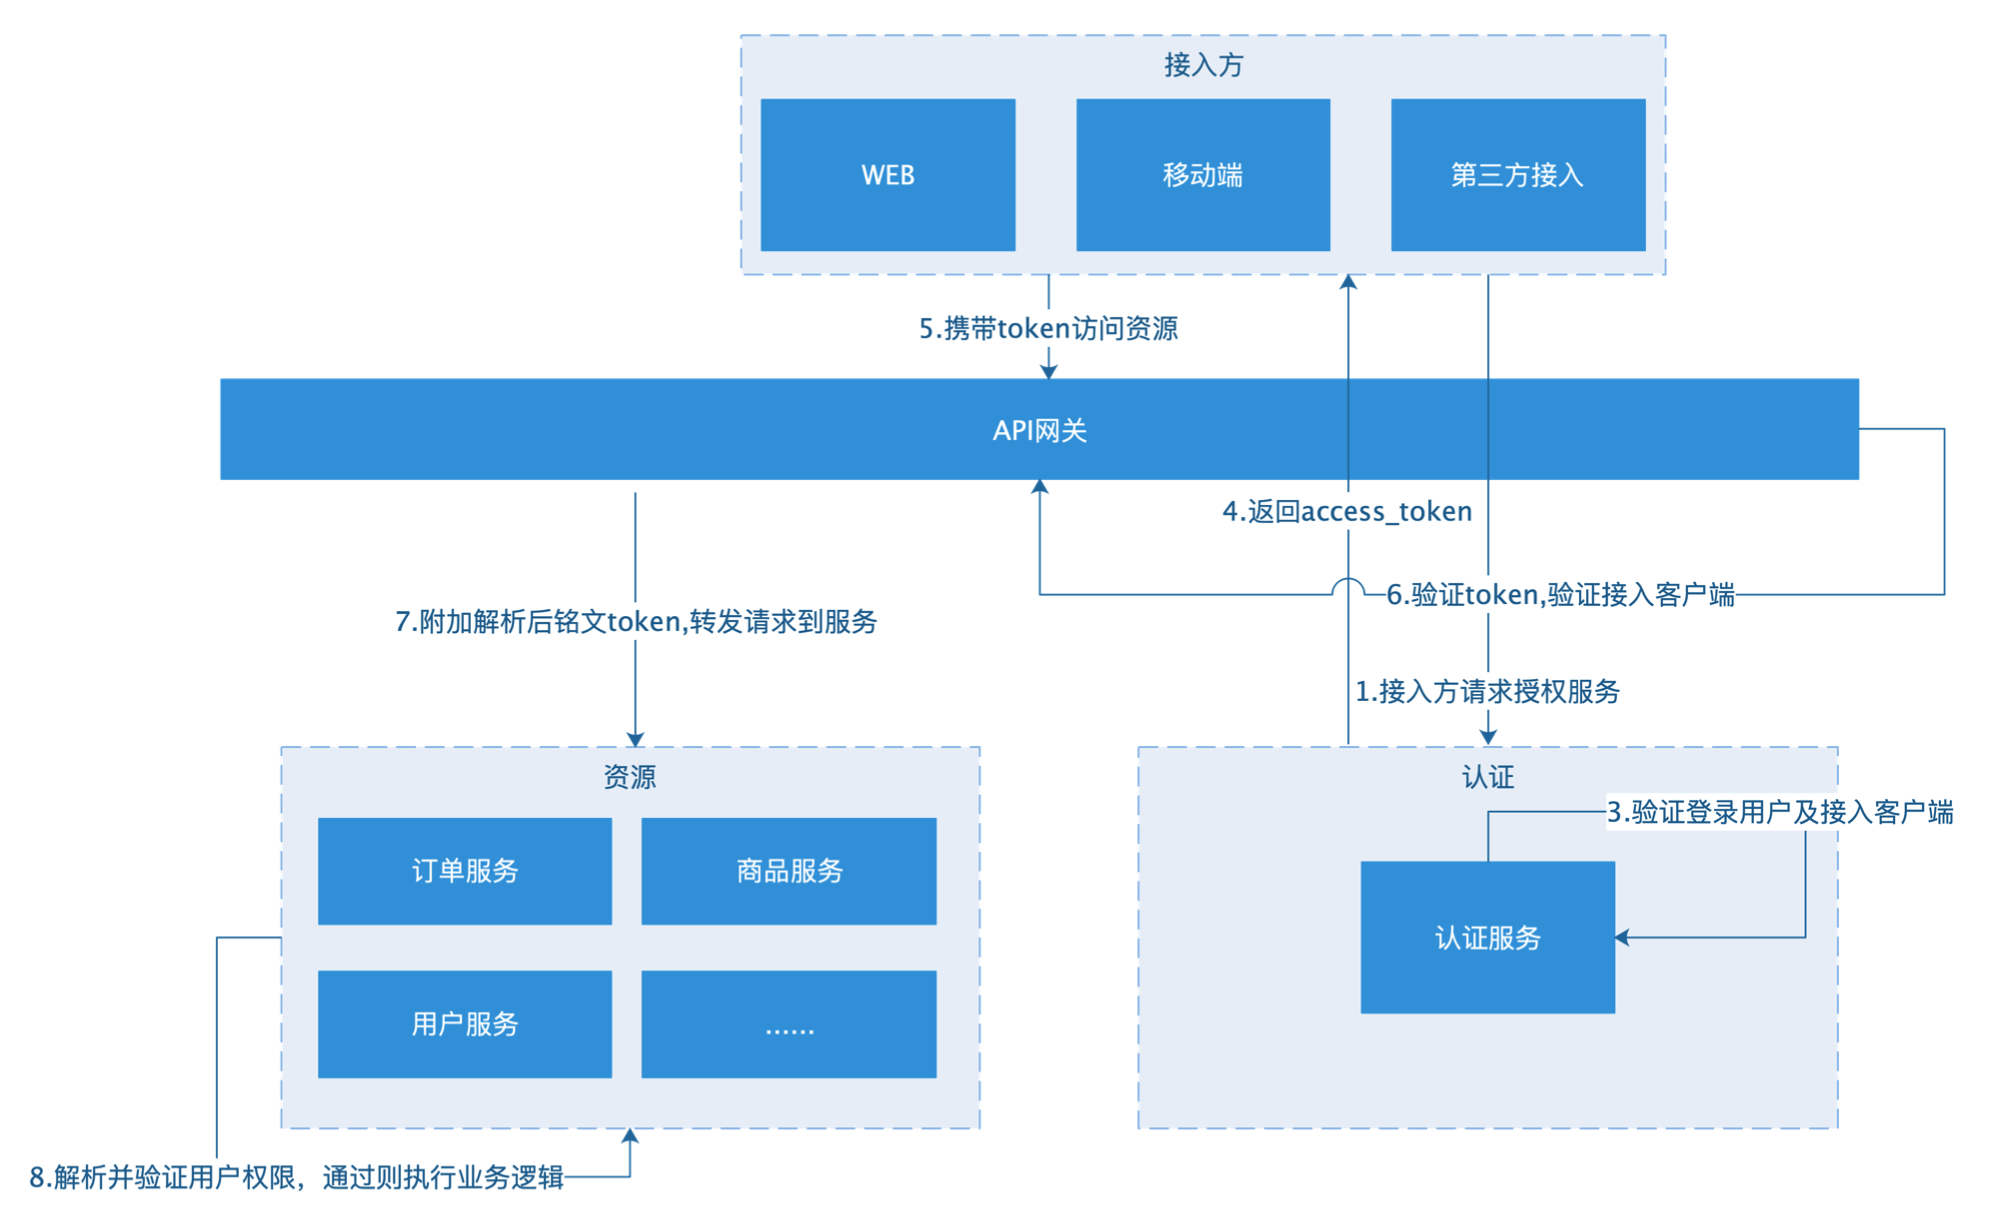 接入方
WEB
移动端
第三方接入
5.携带token访问资源
API网关
4.返回access_token
6.验证token,验证接入客户端
7.附加解析后铭文token,转发请求到服务
1.接入方请求授权服务
资源
认证
3.验证登录用户及接入客户端
订单服务
商品服务
认证服务
用户服务
......
8.解析并验证用户权限，通过则执行业务逻辑